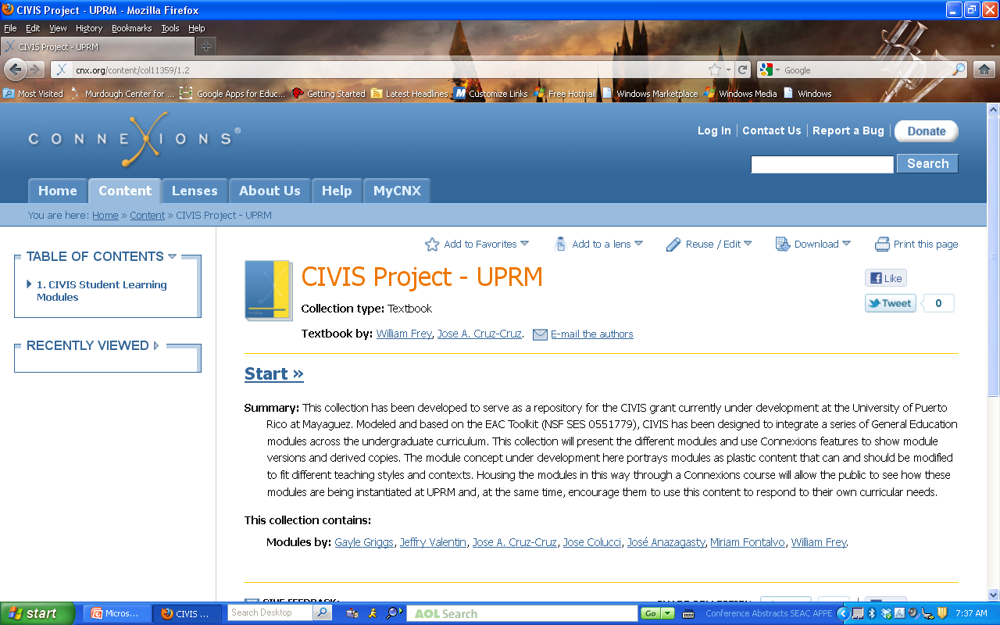 CIVIS Project - UPRM - Mozilla Firefox
File Edit View History Bookmarks Tools Help
CIVIS Project - UPRM
cnx.org/content/col11359/1.2
Google
Most Visited Murdough Center for ... Google Apps for Educ... Getting Started Latest Headlines Customize Links Free Hotmail Windows Marketplace Windows Media Windows
CONNEXIONS®
Log In Contact Us Report a Bug Donate
Search
Home Content Lenses About Us Help MyCNX
You are here: Home » Content » CIVIS Project - UPRM
Add to Favorites Add to a lens Reuse / Edit Download Print this page
TABLE OF CONTENTS
1. CIVIS Student Learning
Modules
RECENTLY VIEWED
CIVIS Project - UPRM
Like
Tweet 0
Collection type: Textbook
Textbook by: William Frey, Jose A. Cruz-Cruz. E-mail the authors
Start »
Summary: This collection has been developed to serve as a repository for the CIVIS grant currently under development at the University of Puerto
Rico at Mayaguez. Modeled and based on the EAC Toolkit (NSF SES 0551779), CIVIS has been designed to integrate a series of General Education
modules across the undergraduate curriculum. This collection will present the different modules and use Connexions features to show module
versions and derived copies. The module concept under development here portrays modules as plastic content that can and should be modified
to fit different teaching styles and contexts. Housing the modules in this way through a Connexions course will allow the public to see how these
modules are being instantiated at UPRM and, at the same time, encourage them to use this content to respond to their own curricular needs.
This collection contains:
Modules by: Gayle Griggs, Jeffry Valentin, Jose A. Cruz-Cruz, Jose Colucci, José Anazagasty, Miriam Fontalvo, William Frey.
start Micros... CIVIS ... Search Desktop AOL Search Go Conference Abstracts SEAC APPE 7:37 AM